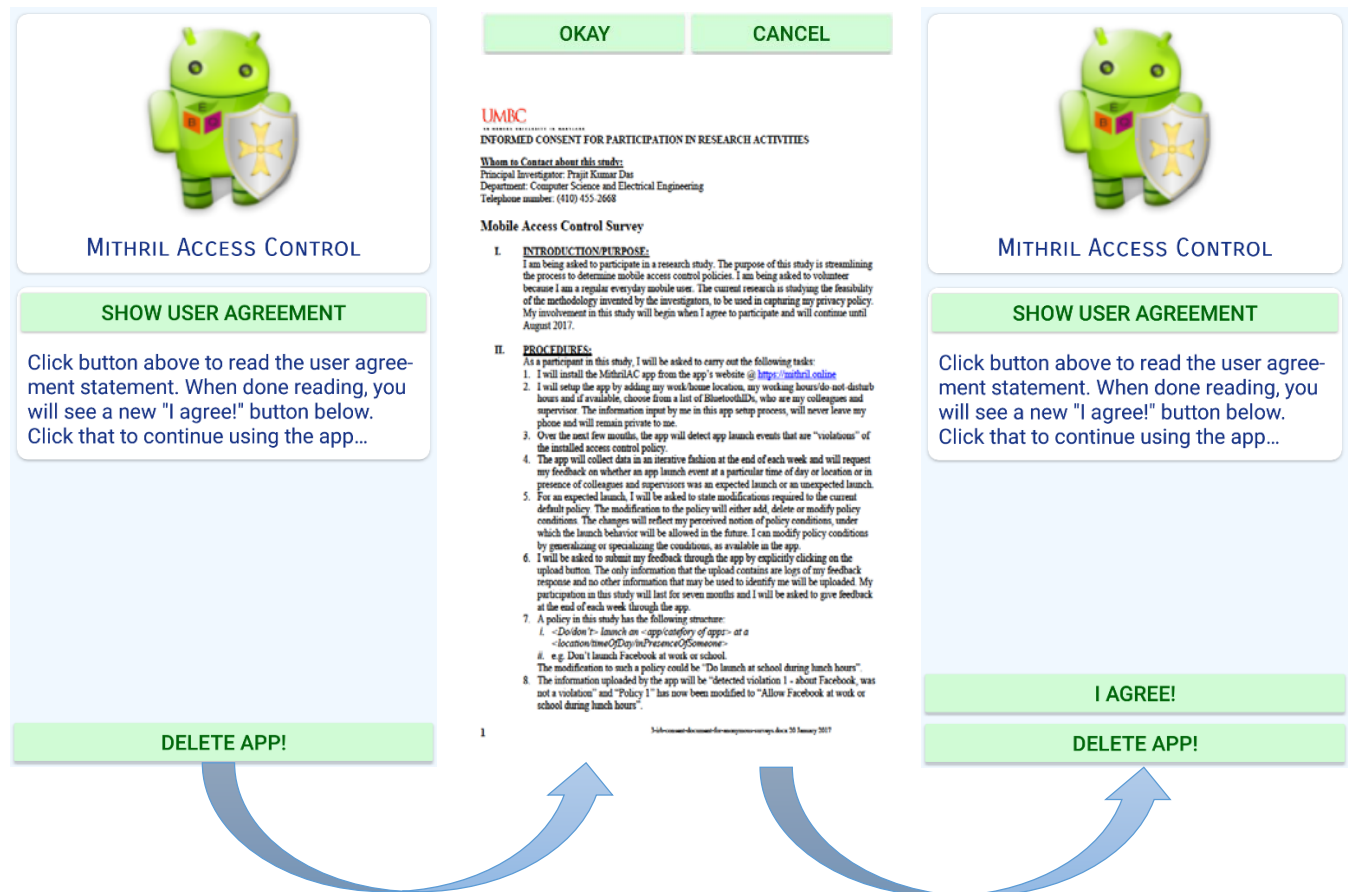 E
B
MITHRIL ACCESS CONTROL
SHOW USER AGREEMENT
Click button above to read the user agree-
ment statement. When done reading, you
will see a new "I agree!" button below.
Click that to continue using the app...
DELETE APP!
OKAY
CANCEL
UMBC
AN HONORS UNIVERSITY IN MARYLAND
INFORMED CONSENT FOR PARTICIPATION IN RESEARCH ACTIVITIES
Whom to Contact about this study:
Principal Investigator: Prajit Kumar Das
Department: Computer Science and Electrical Engineering
Telephone number: (410) 455-2668
Mobile Access Control Survey
I. INTRODUCTION/PURPOSE:
I am being asked to participate in a research study. The purpose of this study is streamlining
the process to determine mobile access control policies. I am being asked to volunteer
because I am a regular everyday mobile user. The current research is studying the feasibility
of the methodology invented by the investigators, to be used in capturing my privacy policy.
My involvement in this study will begin when I agree to participate and will continue until
August 2017.
II. PROCEDURES:
As a participant in this study, I will be asked to carry out the following tasks:
1. I will install the MithrilAC app from the app's website @ https://mithril.online
2. I will setup the app by adding my work/home location, my working hours/do-not-disturb
hours and if available, choose from a list of BluetoothIDs, who are my colleagues and
supervisor. The information input by me in this app setup process, will never leave my
phone and will remain private to me.
3. Over the next few months, the app will detect app launch events that are "violations" of
the installed access control policy.
4. The app will collect data in an iterative fashion at the end of each week and will request
my feedback on whether an app launch event at a particular time of day or location or in
presence of colleagues and supervisors was an expected launch or an unexpected launch.
5. For an expected launch, I will be asked to state modifications required to the current
default policy. The modification to the policy will either add, delete or modify policy
conditions. The changes will reflect my perceived notion of policy conditions, under
which the launch behavior will be allowed in the future. I can modify policy conditions
by generalizing or specializing the conditions, as available in the app.
6. I will be asked to submit my feedback through the app by explicitly clicking on the
upload button. The only information that the upload contains are logs of my feedback
response and no other information that may be used to identify me will be uploaded. My
participation in this study will last for seven months and I will be asked to give feedback
at the end of each week through the app.
7. A policy in this study has the following structure:
i. <Do/don't> launch an <app/catefory of apps> at a
<location/timeOfDay/inPresenceOfSomeone>
ii. e.g. Don't launch Facebook at work or school.
The modification to such a policy could be "Do launch at school during lunch hours".
8. The information uploaded by the app will be "detected violation 1 - about Facebook, was
not a violation" and "Policy 1" has now been modified to "Allow Facebook at work or
school during lunch hours".
1
3-irb-consent-document-for-anonymous-surveys.docx 20 January 2017
E
B
MITHRIL ACCESS CONTROL
SHOW USER AGREEMENT
Click button above to read the user agree-
ment statement. When done reading, you
will see a new "I agree!" button below.
Click that to continue using the app...
I AGREE!
DELETE APP!